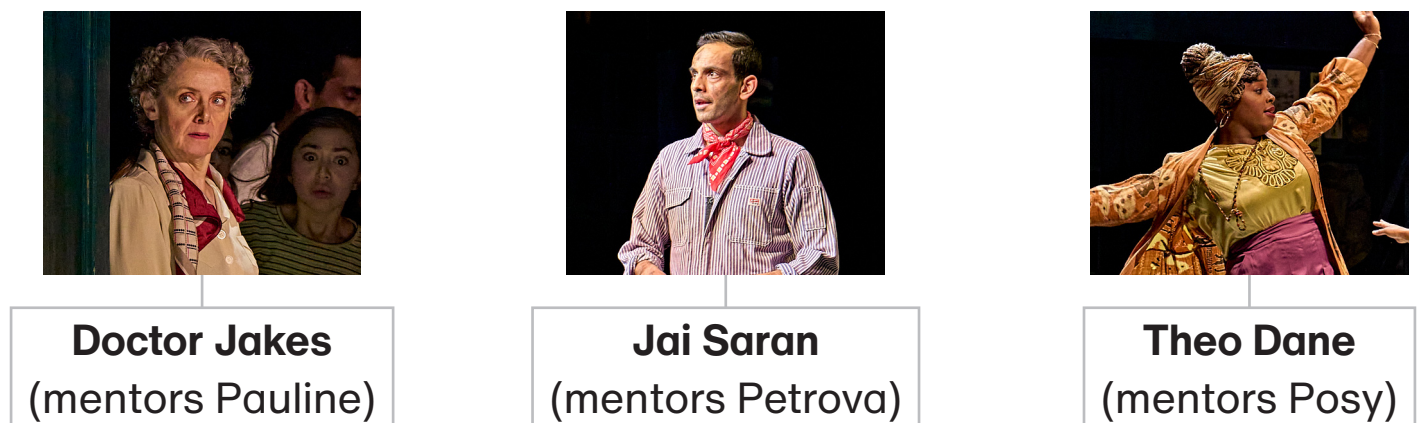 Doctor Jakes
(mentors Pauline)
Jai Saran
(mentors Petrova)
Theo Dane
(mentors Posy)